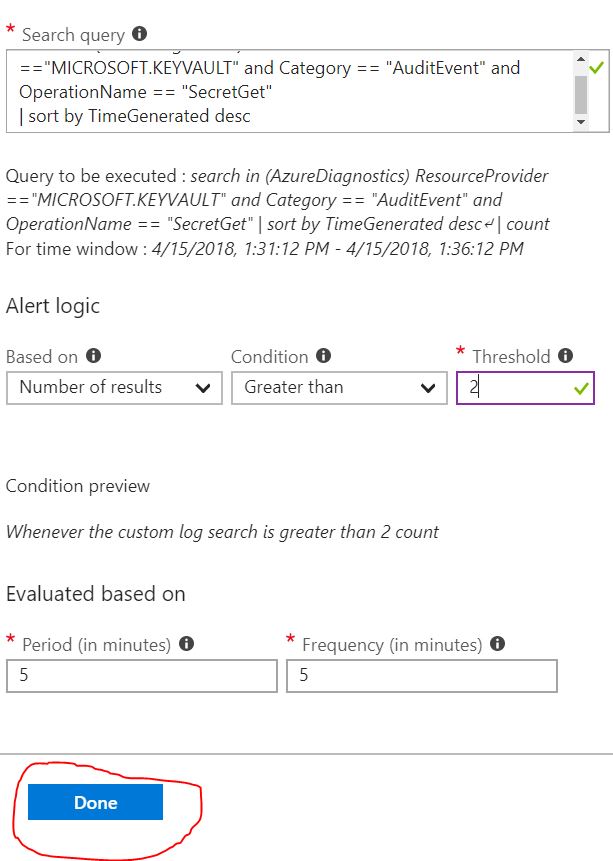 * Search query
=="MICROSOFT.KEYVAULT" and Category == "AuditEvent" and
OperationName == "SecretGet"
| sort by TimeGenerated desc
Query to be executed : search in (AzureDiagnostics) ResourceProvider
=="MICROSOFT.KEYVAULT" and Category == "AuditEvent" and
OperationName == "SecretGet" | sort by TimeGenerated desc↵ | count
For time window : 4/15/2018, 1:31:12 PM - 4/15/2018, 1:36:12 PM
Alert logic
Based on Condition * Threshold
Number of results Greater than 2
Condition preview
Whenever the custom log search is greater than 2 count
Evaluated based on
* Period (in minutes) * Frequency (in minutes)
5 5
Done